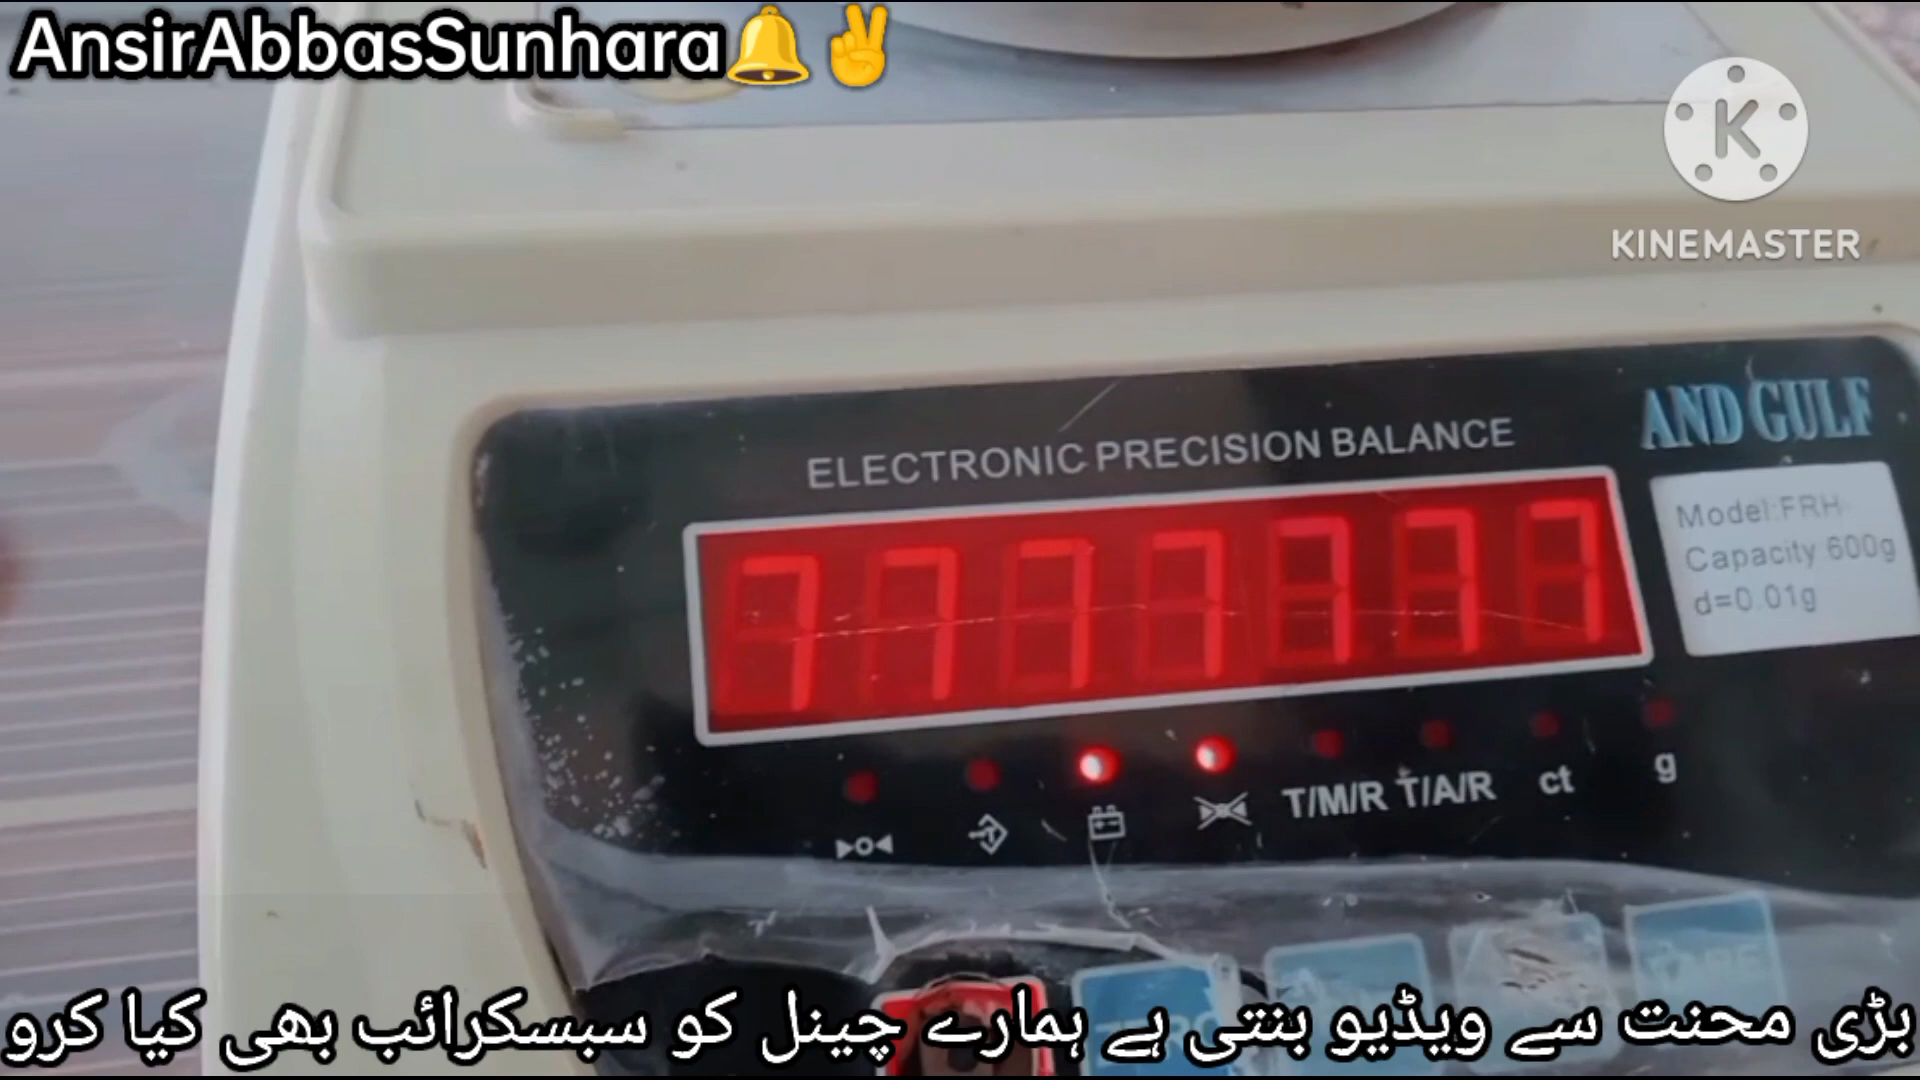 AnsirAbbasSunhara🔔✌
K
KINEMASTER
AND GULF
ELECTRONIC PRECISION BALANCE
7777777
Model:FRH-
Capacity:600g
d=0.01g
T/M/R T/A/R ct g
بڑی محنت سے ویڈیو بنتی ہے ہمارے چینل کو سبسکرائب بھی کیا کرو